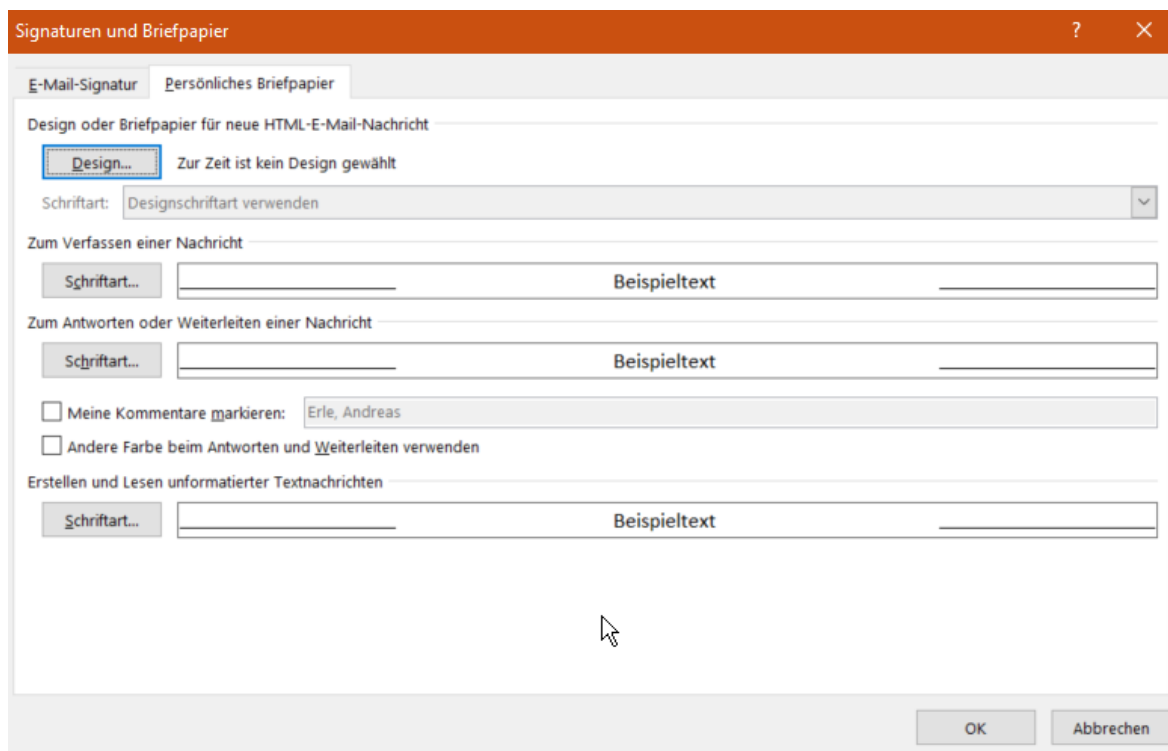 Signaturen und Briefpapier ? ×
E-Mail-Signatur Persönliches Briefpapier
Design oder Briefpapier für neue HTML-E-Mail-Nachricht
Design... Zur Zeit ist kein Design gewählt
Schriftart: Designschriftart verwenden
Zum Verfassen einer Nachricht
Schriftart... Beispieltext
Zum Antworten oder Weiterleiten einer Nachricht
Schriftart... Beispieltext
Meine Kommentare markieren: Erle, Andreas
Andere Farbe beim Antworten und Weiterleiten verwenden
Erstellen und Lesen unformatierter Textnachrichten
Schriftart... Beispieltext
OK Abbrechen